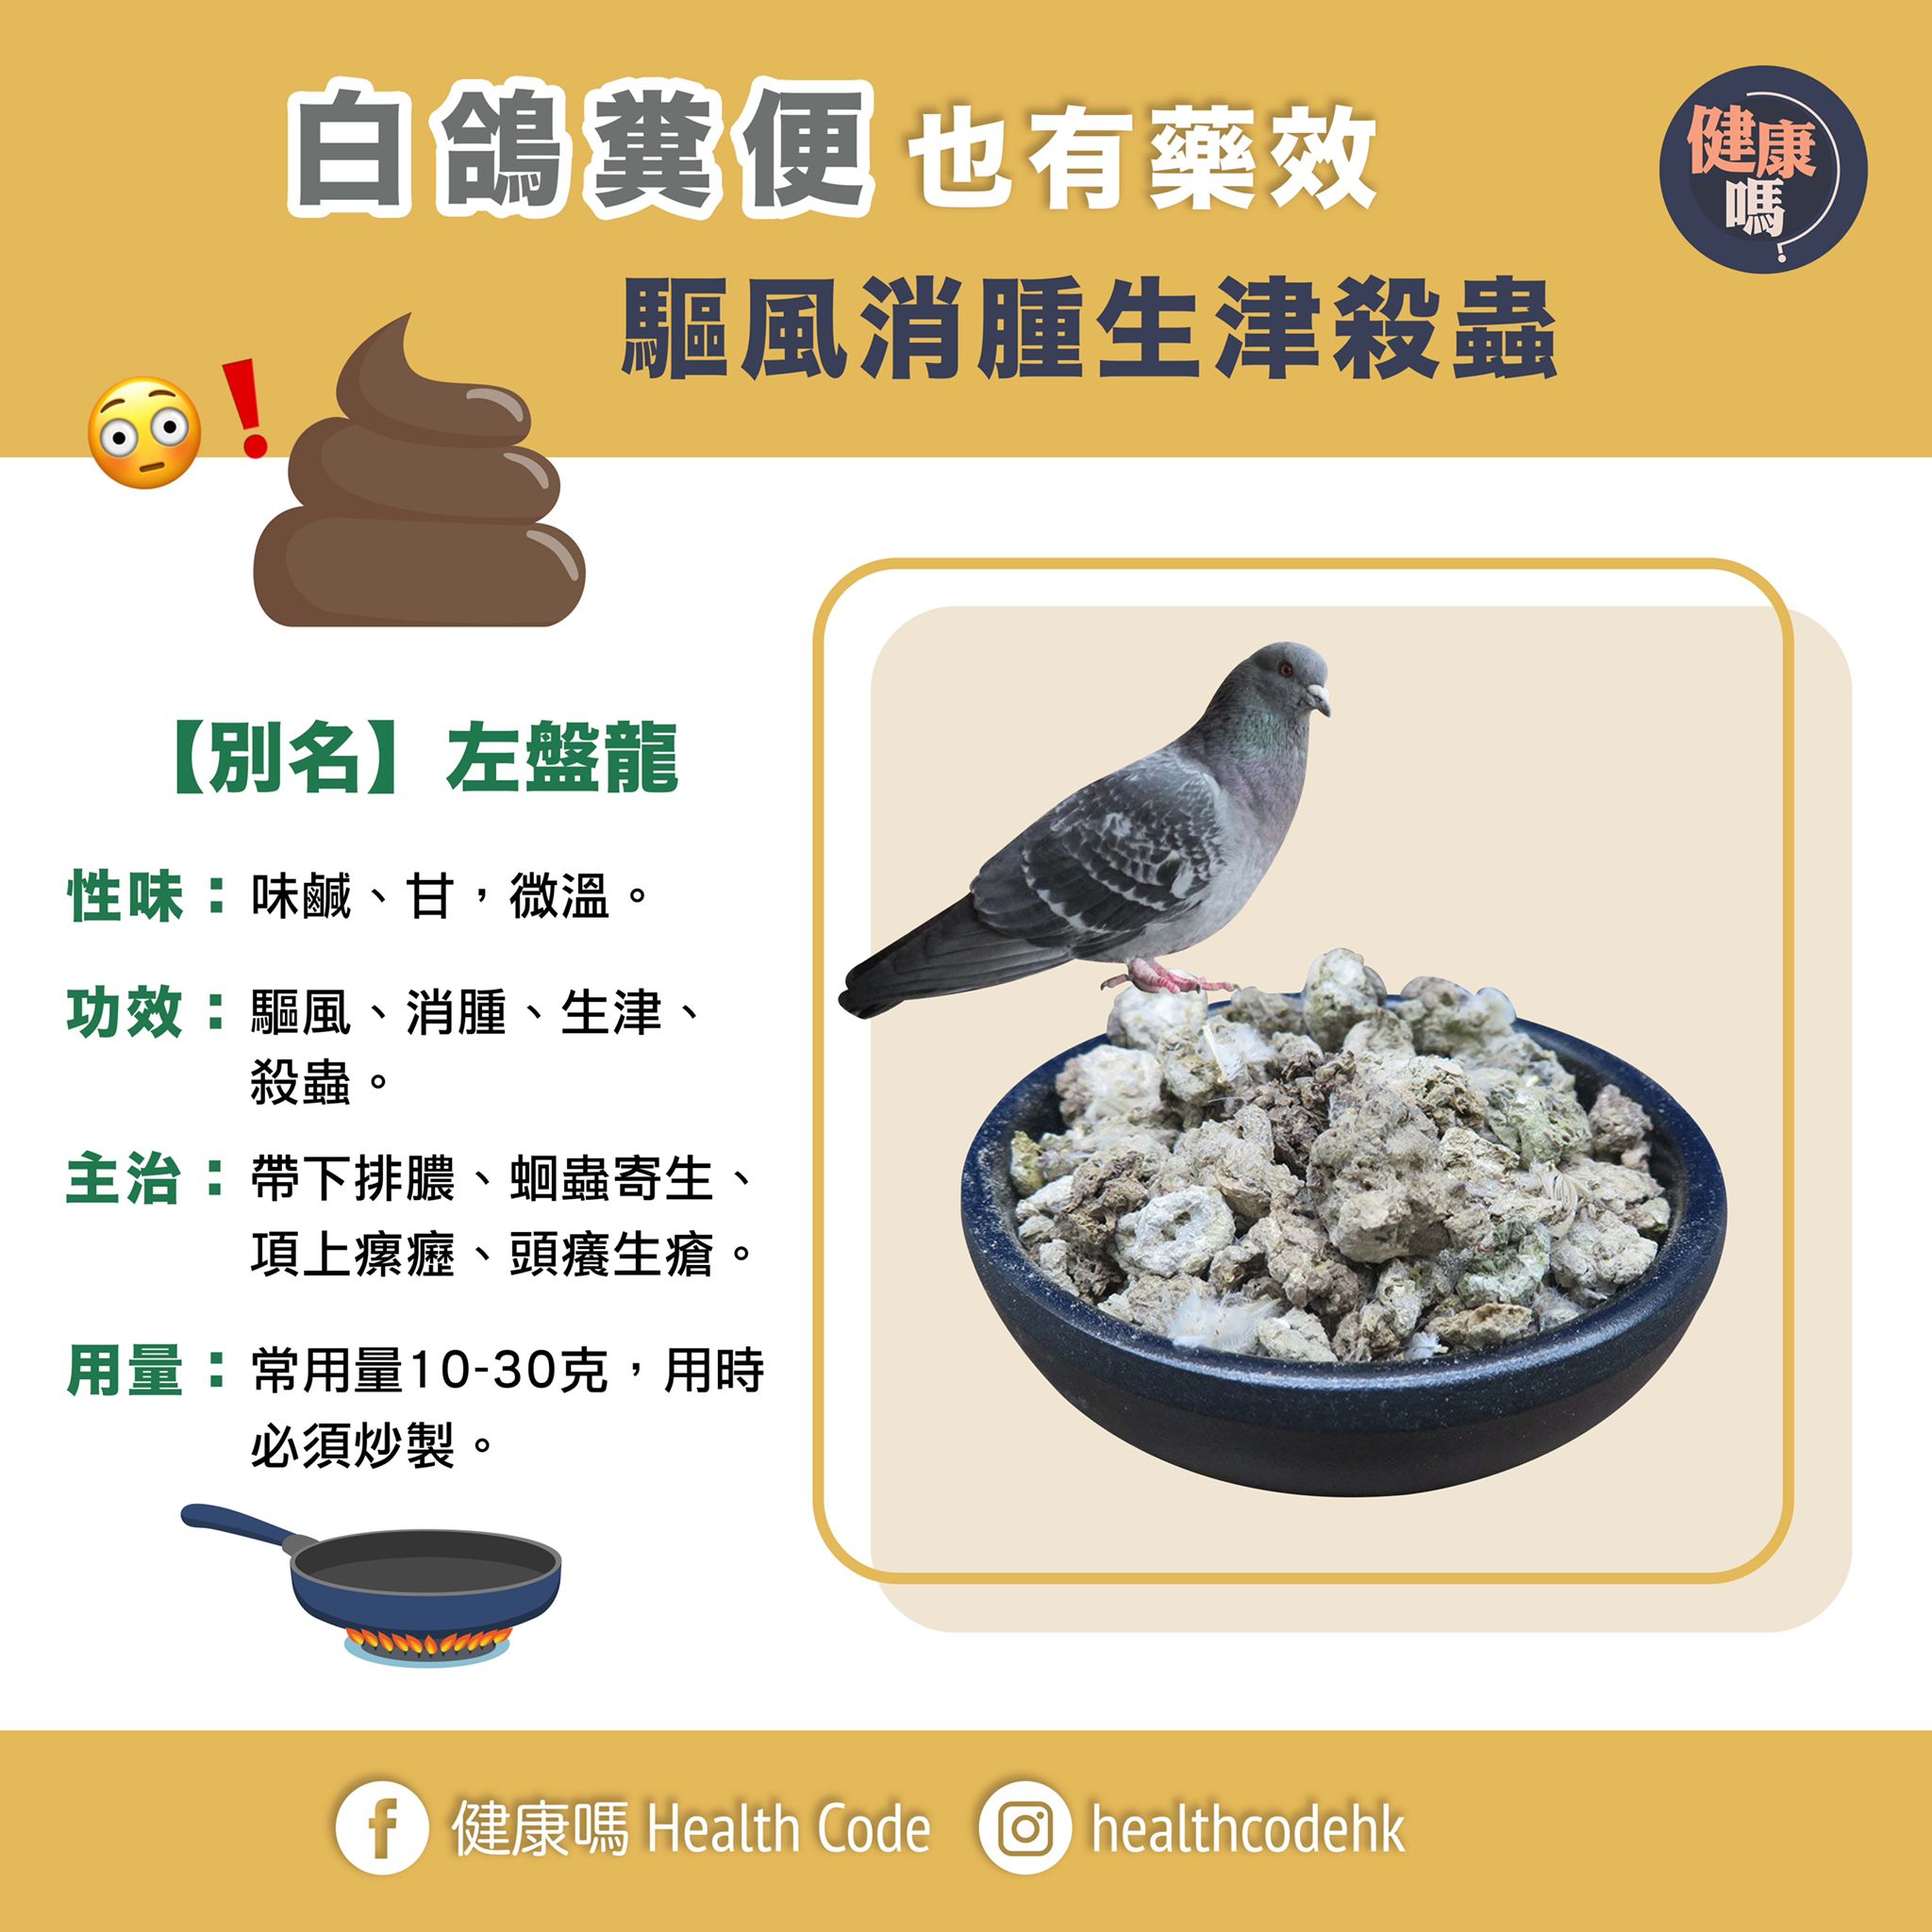 白鴿糞便也有藥效
健康
嗎?
驅風消腫生津殺蟲
【別名】左盤龍
性味：味鹹、甘，微溫。
功效：驅風、消腫、生津、
殺蟲。
主治：帶下排膿、蛔蟲寄生、
項上瘰癧、頭癢生瘡。
用量：常用量10-30克，用時
必須炒製。
健康嗎 Health Code healthcodehk